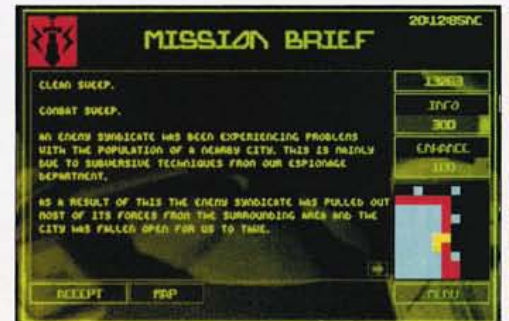 20:12:85NC
MISSION BRIEF
CLEAN SWEEP.
COMBAT SWEEP.
AN ENEMY SYNDICATE HAS BEEN EXPERIENCING PROBLEMS
WITH THE POPULATION OF A NEARBY CITY. THIS IS MAINLY
DUE TO SUBVERSIVE TECHNIQUES FROM OUR ESPIONAGE
DEPARTMENT.
AS A RESULT OF THIS THE ENEMY SYNDICATE HAS PULLED OUT
MOST OF ITS FORCES FROM THE SURROUNDING AREA AND THE
CITY HAS FALLEN OPEN FOR US TO TAKE.
INFO
300
ENHANCE
ACCEPT
MAP
MENU